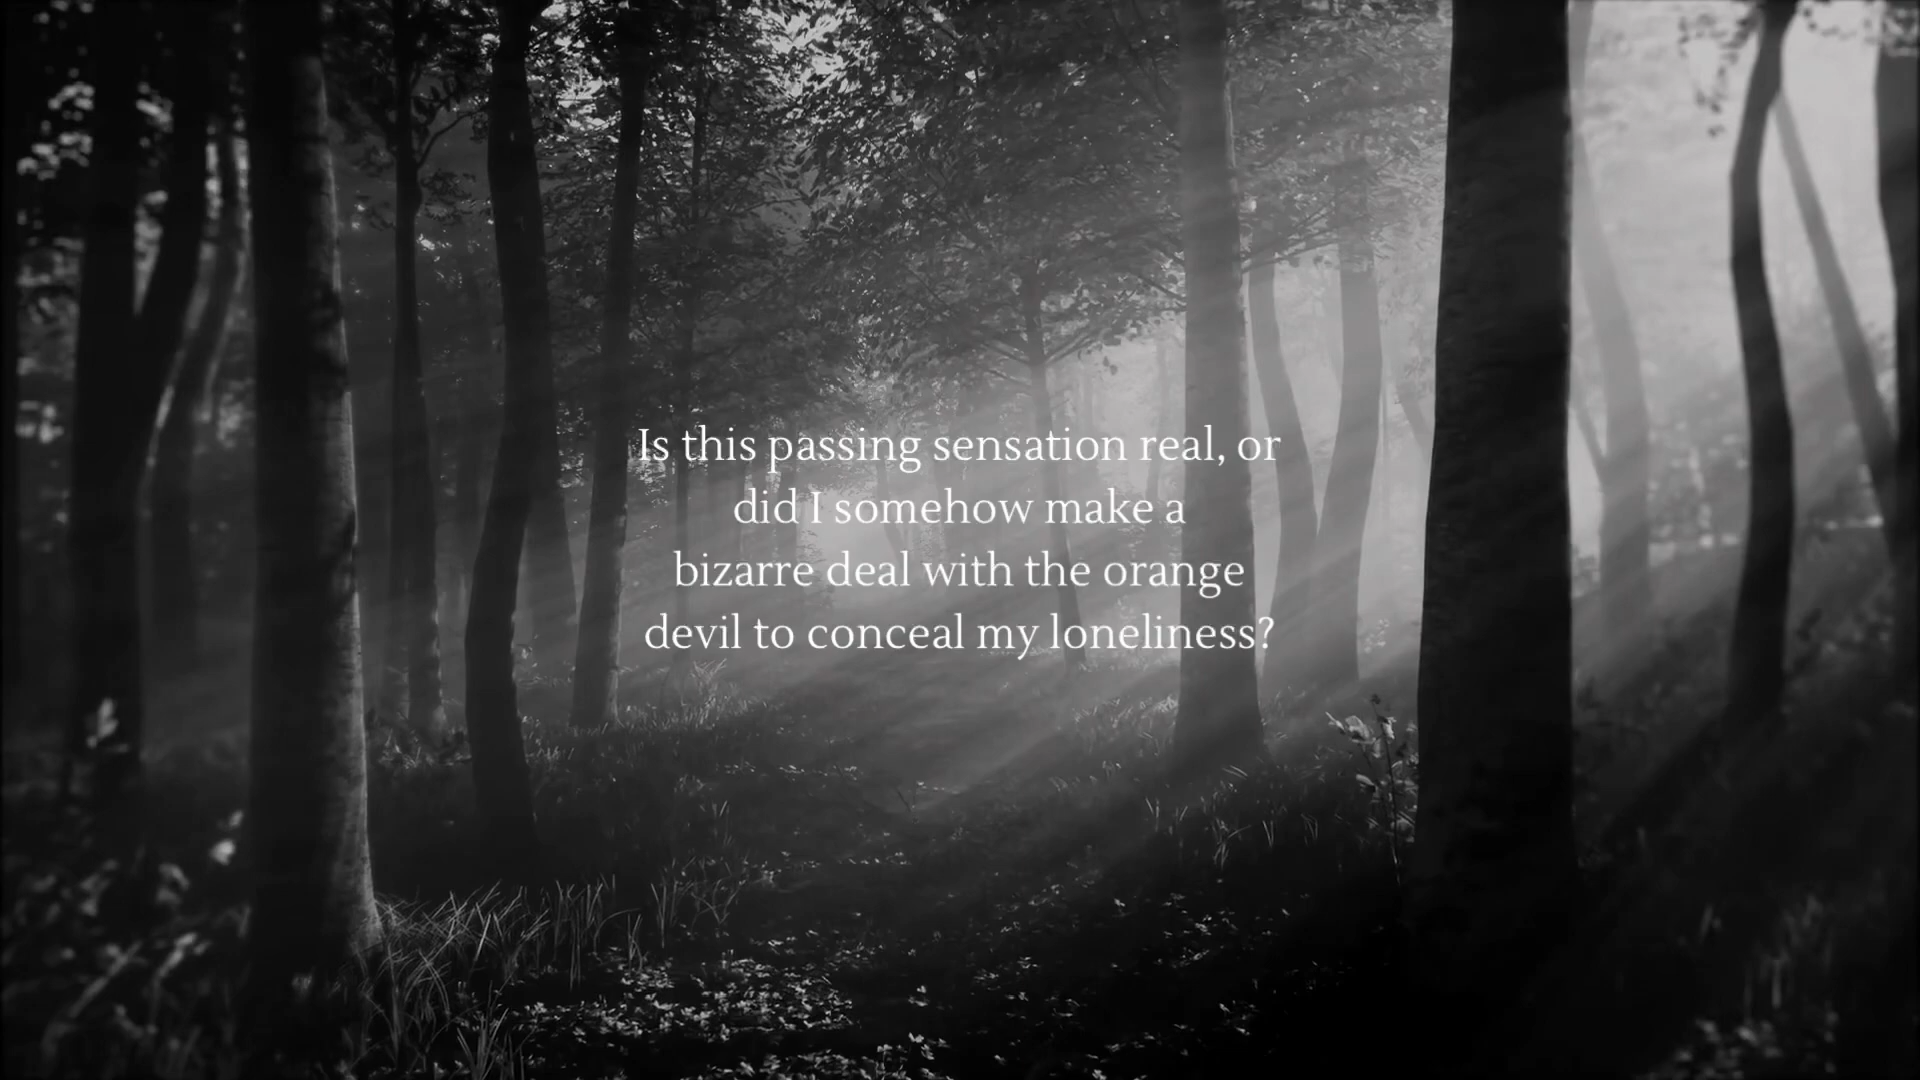 Is this passing sensation real, or
did I somehow make a
bizarre deal with the orange
devil to conceal my loneliness?